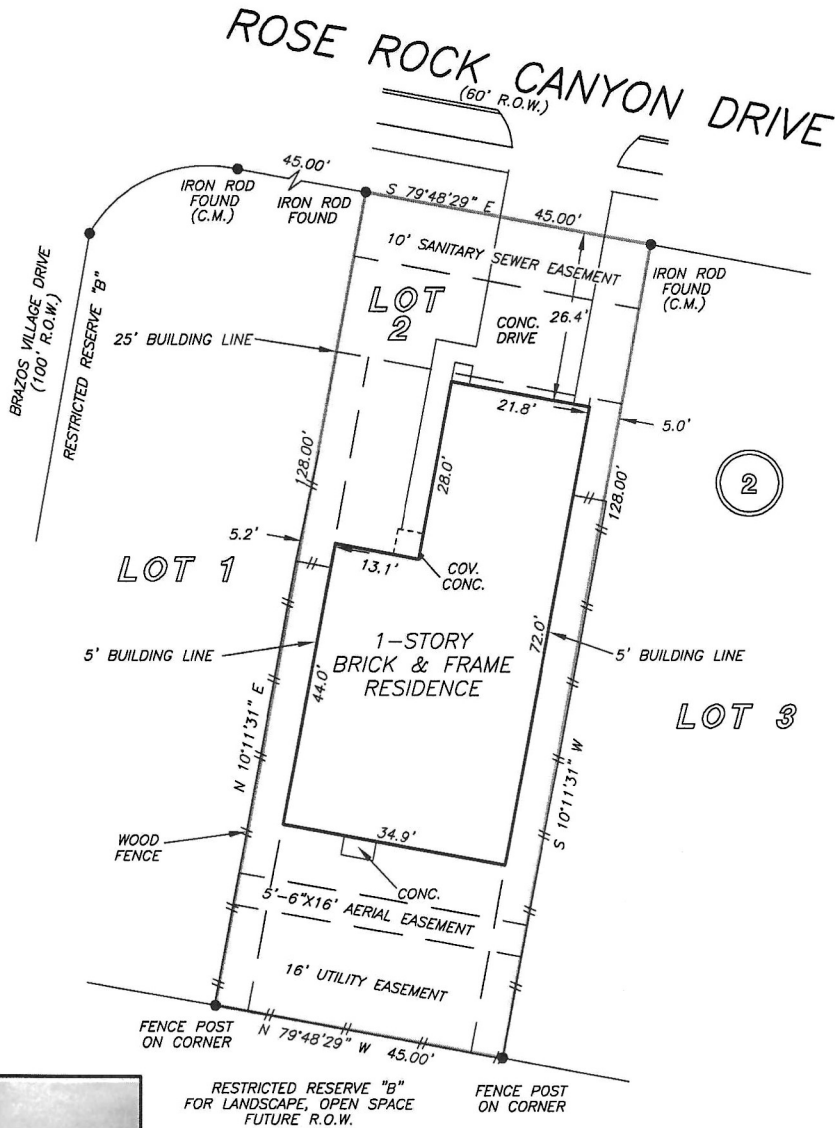 ROSE ROCK CANYON DRIVE
(60' R.O.W.)
45.00'
IRON ROD
FOUND
(C.M.)
IRON ROD
FOUND
S 79°48'29" E
45.00'
IRON ROD
FOUND
(C.M.)
10' SANITARY SEWER EASEMENT
LOT
2
CONC.
DRIVE
26.4'
25' BUILDING LINE
BRAZOS VILLAGE DRIVE
(100' R.O.W.)
RESTRICTED RESERVE "B"
21.8'
5.0'
128.00'
28.0'
128.00'
2
5.2'
LOT 1
13.1'
COV.
CONC.
1-STORY
BRICK & FRAME
RESIDENCE
72.0'
5' BUILDING LINE
44.0'
5' BUILDING LINE
LOT 3
N 10°11'31" E
S 10°11'31" W
WOOD
FENCE
34.9'
CONC.
5'-6"X16' AERIAL EASEMENT
16' UTILITY EASEMENT
FENCE POST
ON CORNER
N 79°48'29" W
45.00'
FENCE POST
ON CORNER
RESTRICTED RESERVE "B"
FOR LANDSCAPE, OPEN SPACE
FUTURE R.O.W.